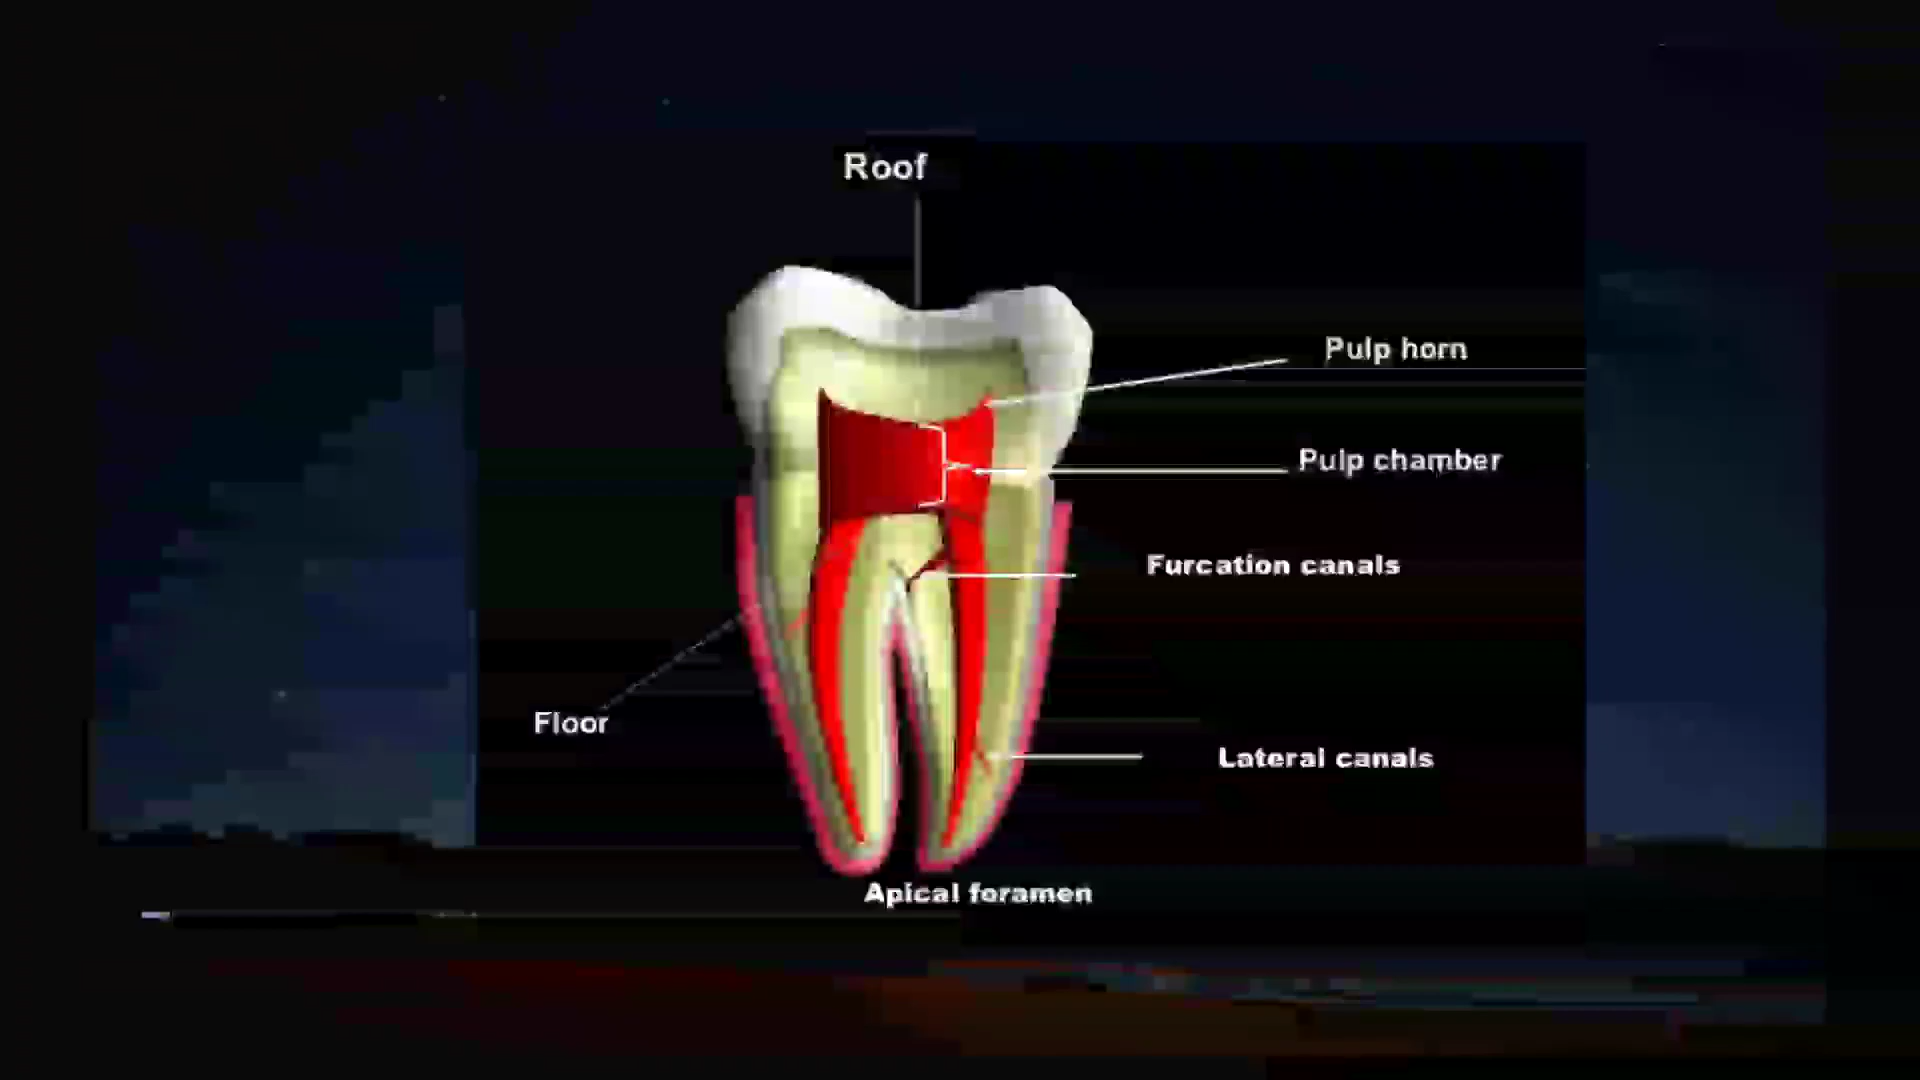 Roof
Pulp horn
Pulp chamber
Furcation canals
Floor
Lateral canals
Apical foramen